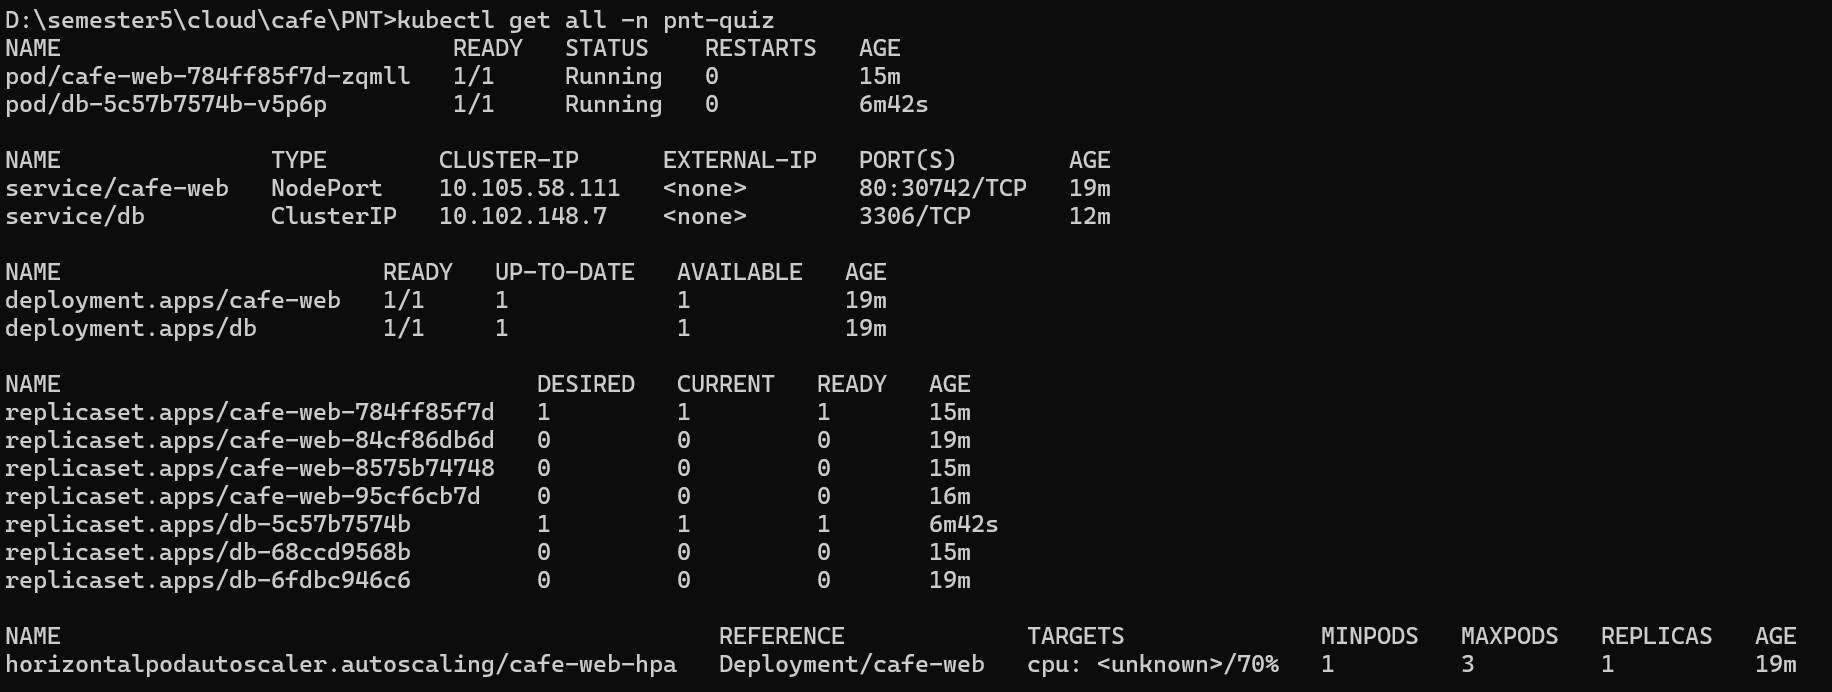 D:\semester5\cloud\cafe\PNT>kubectl get all -n pnt-quiz
NAME                            READY   STATUS    RESTARTS   AGE
pod/cafe-web-784ff85f7d-zqmll   1/1     Running   0          15m
pod/db-5c57b7574b-v5p6p         1/1     Running   0          6m42s

NAME               TYPE        CLUSTER-IP      EXTERNAL-IP   PORT(S)        AGE
service/cafe-web   NodePort    10.105.58.111   <none>        80:30742/TCP   19m
service/db         ClusterIP   10.102.148.7    <none>        3306/TCP       12m

NAME                       READY   UP-TO-DATE   AVAILABLE   AGE
deployment.apps/cafe-web   1/1     1            1           19m
deployment.apps/db         1/1     1            1           19m

NAME                                  DESIRED   CURRENT   READY   AGE
replicaset.apps/cafe-web-784ff85f7d   1         1         1       15m
replicaset.apps/cafe-web-84cf86db6d   0         0         0       19m
replicaset.apps/cafe-web-8575b74748   0         0         0       15m
replicaset.apps/cafe-web-95cf6cb7d    0         0         0       16m
replicaset.apps/db-5c57b7574b         1         1         1       6m42s
replicaset.apps/db-68ccd9568b         0         0         0       15m
replicaset.apps/db-6fdbc946c6         0         0         0       19m

NAME                                               REFERENCE             TARGETS              MINPODS   MAXPODS   REPLICAS   AGE
horizontalpodautoscaler.autoscaling/cafe-web-hpa   Deployment/cafe-web   cpu: <unknown>/70%   1         3         1          19m